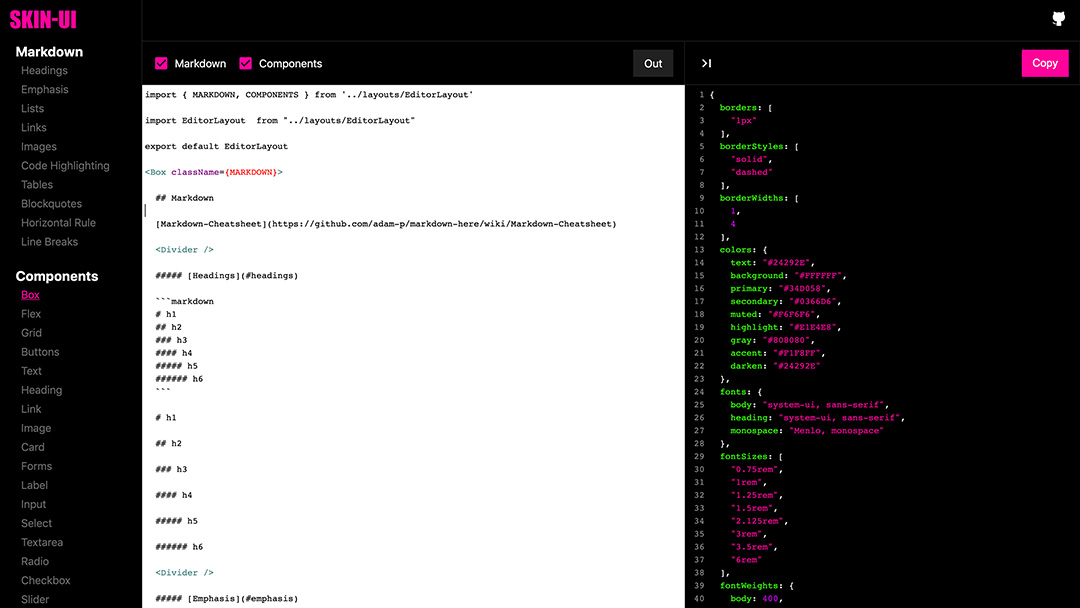 SKIN-UI
Markdown
Headings
Emphasis
Lists
Links
Images
Code Highlighting
Tables
Blockquotes
Horizontal Rule
Line Breaks
Components
Box
Flex
Grid
Buttons
Text
Heading
Link
Image
Card
Forms
Label
Input
Select
Textarea
Radio
Checkbox
Slider
Markdown Components Out
import { MARKDOWN, COMPONENTS } from '../layouts/EditorLayout'
import EditorLayout  from "../layouts/EditorLayout"
export default EditorLayout
<Box className={MARKDOWN}>
## Markdown
[Markdown-Cheatsheet](https://github.com/adam-p/markdown-here/wiki/Markdown-Cheatsheet)
<Divider />
##### [Headings](#headings)
```markdown
# h1
## h2
### h3
#### h4
##### h5
###### h6
```
# h1
## h2
### h3
#### h4
##### h5
###### h6
<Divider />
##### [Emphasis](#emphasis)
Copy
1 {
2 borders: [
3 "1px"
4 ],
5 borderStyles: [
6 "solid",
7 "dashed"
8 ],
9 borderWidths: [
10 1,
11 4
12 ],
13 colors: {
14 text: "#24292E",
15 background: "#FFFFFF",
16 primary: "#34D058",
17 secondary: "#0366D6",
18 muted: "#F6F6F6",
19 highlight: "#E1E4E8",
20 gray: "#808080",
21 accent: "#F1F8FF",
22 darken: "#24292E"
23 },
24 fonts: {
25 body: "system-ui, sans-serif",
26 heading: "system-ui, sans-serif",
27 monospace: "Menlo, monospace"
28 },
29 fontSizes: [
30 "0.75rem",
31 "1rem",
32 "1.25rem",
33 "1.5rem",
34 "2.125rem",
35 "3rem",
36 "3.5rem",
37 "6rem"
38 ],
39 fontWeights: {
40 body: 400,